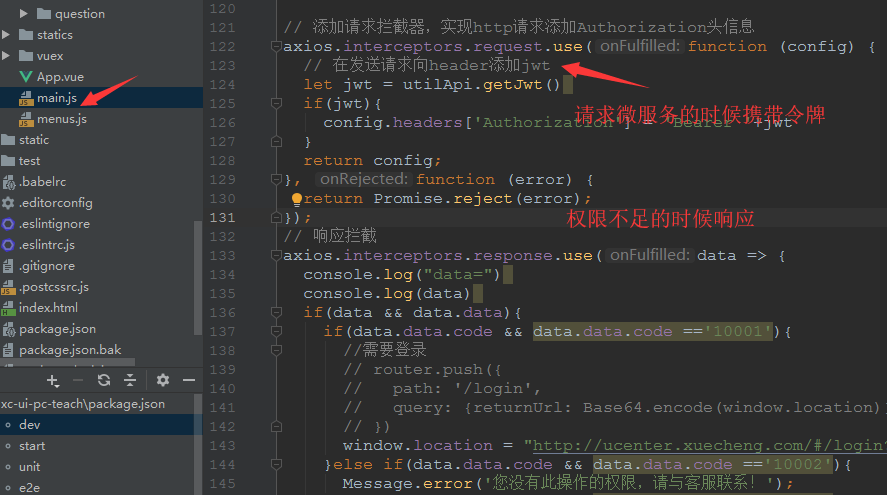 question
statics
vuex
App.vue
main.js
menus.js
static
test
.babelrc
.editorconfig
.eslintignore
.eslintrc.js
.gitignore
.postcssrc.js
index.html
package.json
package.json.bak
xc-ui-pc-teach\package.json
dev
start
unit
e2e
120
121 // 添加请求拦截器，实现http请求添加Authorization头信息
122 axios.interceptors.request.use( onFulfilled: function (config) {
123 // 在发送请求向header添加jwt
124 let jwt = utilApi.getJwt()
125 if(jwt){
请求微服务的时候携带令牌
126 config.headers['Authorization'] = 'Bearer '+jwt
127 }
128 return config;
129 }, onRejected: function (error) {
130 return Promise.reject(error);
131 });
权限不足的时候响应
132 // 响应拦截
133 axios.interceptors.response.use( onFulfilled: data => {
134 console.log("data=")
135 console.log(data)
136 if(data && data.data){
137 if(data.data.code && data.data.code =='10001'){
138 //需要登录
139 // router.push({
140 // path: '/login',
141 // query: {returnUrl: Base64.encode(window.location)
142 // })
143 window.location = "http://ucenter.xuecheng.com/#/login
144 }else if(data.data.code && data.data.code =='10002'){
145 Message.error('您没有此操作的权限，请与客服联系！');